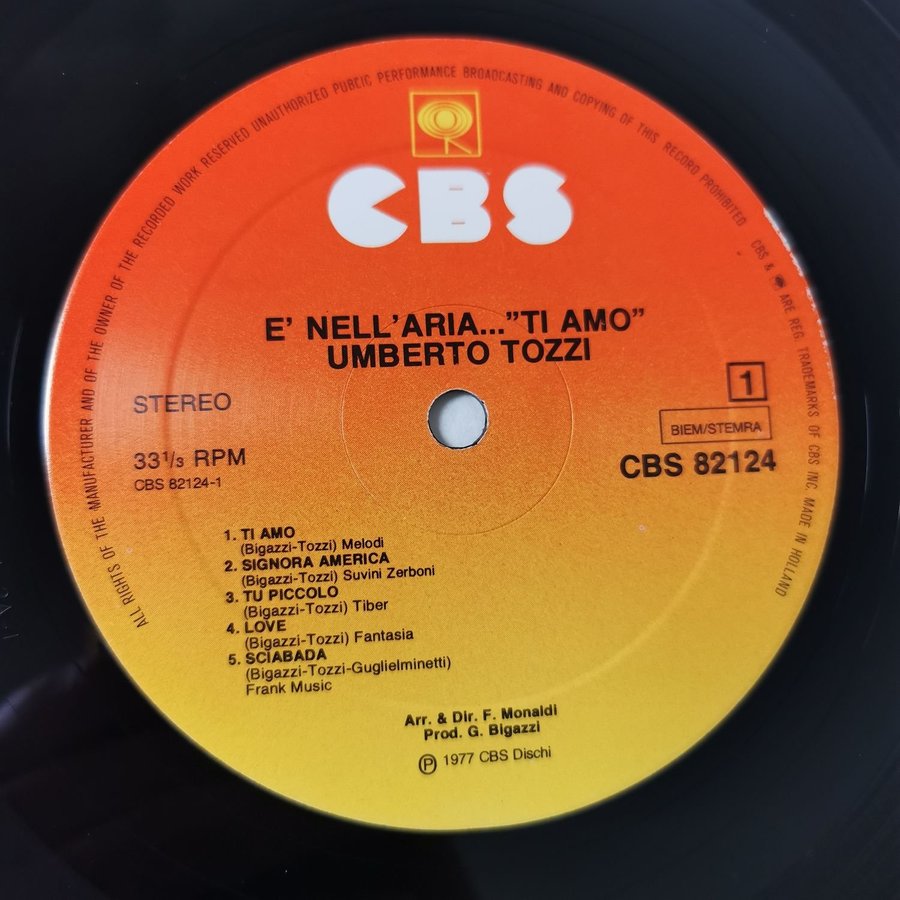 ALL RIGHTS OF THE MANUFACTURER AND OF THE OWNER OF THE RECORDED WORK RESERVED UNAUTHORIZED PUBLIC PERFORMANCE BROADCASTING AND COPYING OF THIS RECORD PROHIBITED CBS & ARE REG. TRADEMARKS OF CBS INC. MADE IN HOLLAND
CBS
E' NELL'ARIA..."TI AMO"
UMBERTO TOZZI
STEREO
1
BIEM/STEMRA
33 1/3 RPM
CBS 82124
CBS 82124-1
1. TI AMO
(Bigazzi-Tozzi) Melodi
2. SIGNORA AMERICA
(Bigazzi-Tozzi) Suvini Zerboni
3. TU PICCOLO
(Bigazzi-Tozzi) Tiber
4. LOVE
(Bigazzi-Tozzi) Fantasia
5. SCIABADA
(Bigazzi-Tozzi-Guglielminetti)
Frank Music
Arr. & Dir. F. Monaldi
Prod. G. Bigazzi
℗ 1977 CBS Dischi